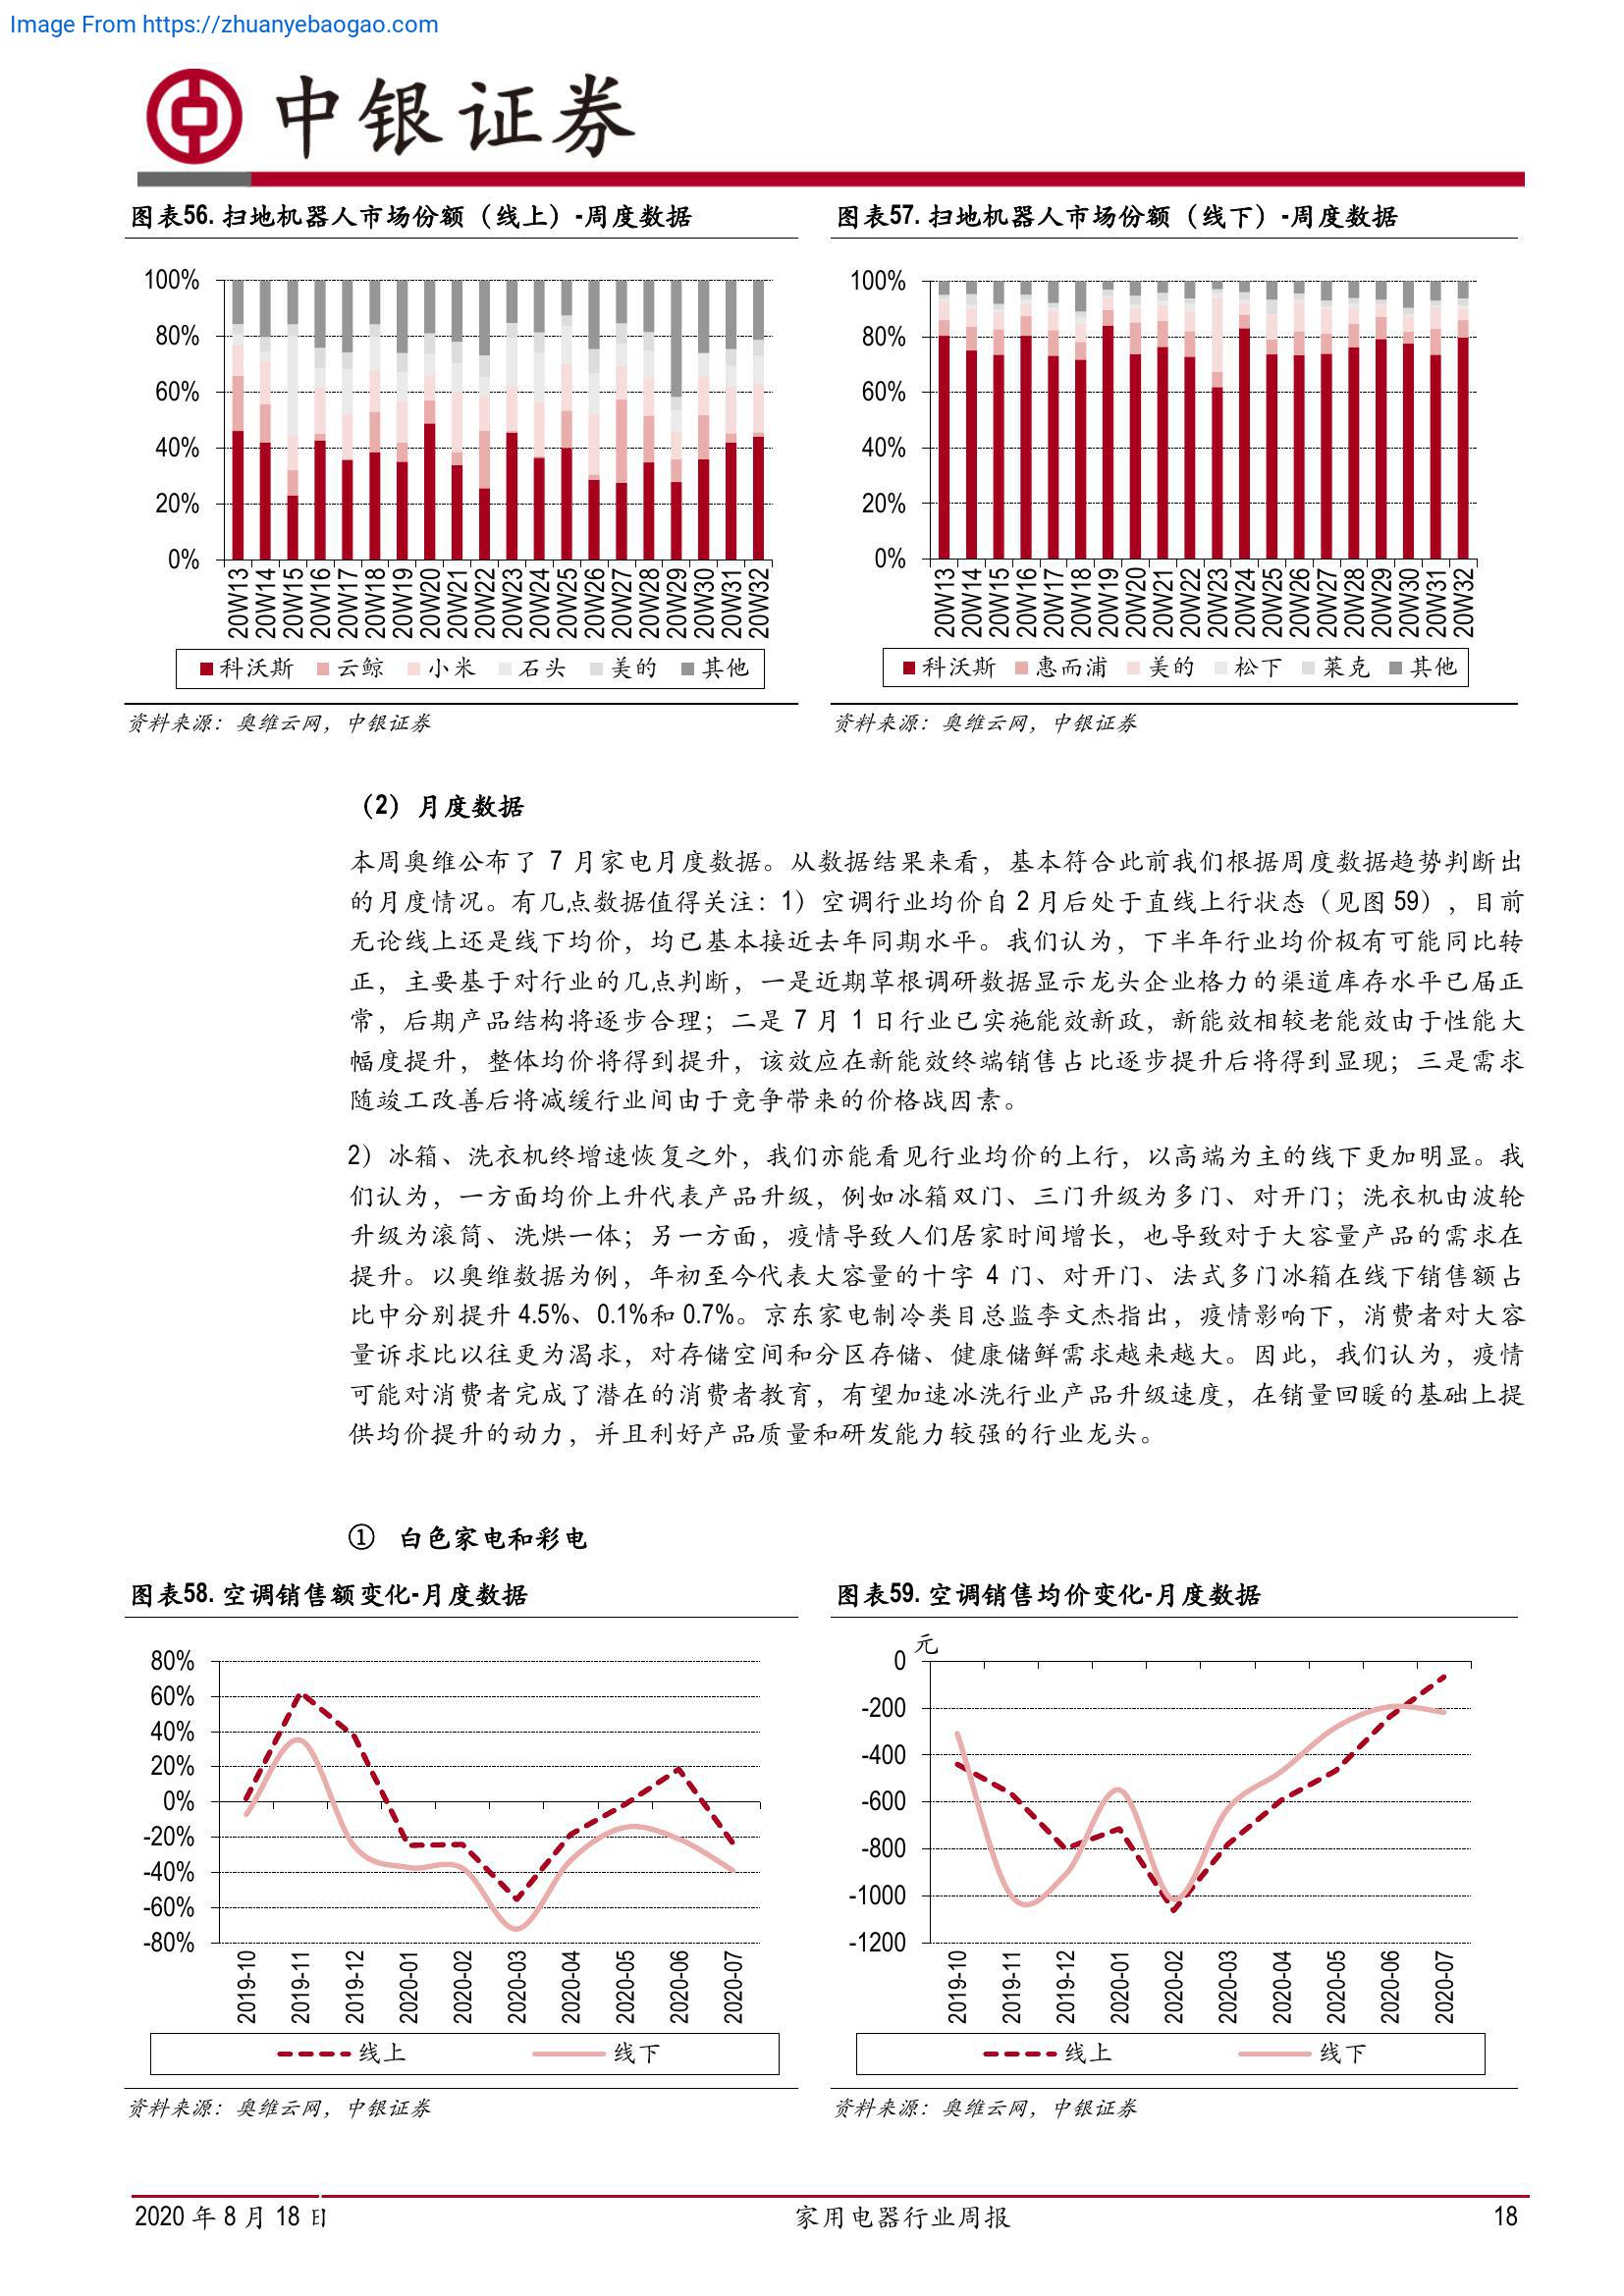 Image From https://zhuanyebaogao.com
中银证券
图表56. 扫地机器人市场份额（线上）-周度数据
图表57. 扫地机器人市场份额（线下）-周度数据
100%
80%
60%
40%
20%
0%
20W13 20W14 20W15 20W16 20W17 20W18 20W19 20W20 20W21 20W22 20W23 20W24 20W25 20W26 20W27 20W28 20W29 20W30 20W31 20W32
科沃斯 云鲸 小米 石头 美的 其他
100%
80%
60%
40%
20%
0%
20W13 20W14 20W15 20W16 20W17 20W18 20W19 20W20 20W21 20W22 20W23 20W24 20W25 20W26 20W27 20W28 20W29 20W30 20W31 20W32
科沃斯 惠而浦 美的 松下 莱克 其他
资料来源：奥维云网，中银证券
资料来源：奥维云网，中银证券
（2）月度数据
本周奥维公布了 7 月家电月度数据。从数据结果来看，基本符合此前我们根据周度数据趋势判断出
的月度情况。有几点数据值得关注：1）空调行业均价自 2 月后处于直线上行状态（见图 59），目前
无论线上还是线下均价，均已基本接近去年同期水平。我们认为，下半年行业均价极有可能同比转
正，主要基于对行业的几点判断，一是近期草根调研数据显示龙头企业格力的渠道库存水平已届正
常，后期产品结构将逐步合理；二是 7 月 1 日行业已实施能效新政，新能效相较老能效由于性能大
幅度提升，整体均价将得到提升，该效应在新能效终端销售占比逐步提升后将得到显现；三是需求
随竣工改善后将减缓行业间由于竞争带来的价格战因素。
2）冰箱、洗衣机终增速恢复之外，我们亦能看见行业均价的上行，以高端为主的线下更加明显。我
们认为，一方面均价上升代表产品升级，例如冰箱双门、三门升级为多门、对开门；洗衣机由波轮
升级为滚筒、洗烘一体；另一方面，疫情导致人们居家时间增长，也导致对于大容量产品的需求在
提升。以奥维数据为例，年初至今代表大容量的十字 4 门、对开门、法式多门冰箱在线下销售额占
比中分别提升 4.5%、0.1%和 0.7%。京东家电制冷类目总监李文杰指出，疫情影响下，消费者对大容
量诉求比以往更为渴求，对存储空间和分区存储、健康储鲜需求越来越大。因此，我们认为，疫情
可能对消费者完成了潜在的消费者教育，有望加速冰洗行业产品升级速度，在销量回暖的基础上提
供均价提升的动力，并且利好产品质量和研发能力较强的行业龙头。
① 白色家电和彩电
图表58. 空调销售额变化-月度数据
图表59. 空调销售均价变化-月度数据
80%
60%
40%
20%
0%
-20%
-40%
-60%
-80%
2019-10 2019-11 2019-12 2020-01 2020-02 2020-03 2020-04 2020-05 2020-06 2020-07
线上 线下
元
0
-200
-400
-600
-800
-1000
-1200
2019-10 2019-11 2019-12 2020-01 2020-02 2020-03 2020-04 2020-05 2020-06 2020-07
线上 线下
资料来源：奥维云网，中银证券
资料来源：奥维云网，中银证券
2020 年 8 月 18 日
家用电器行业周报
18